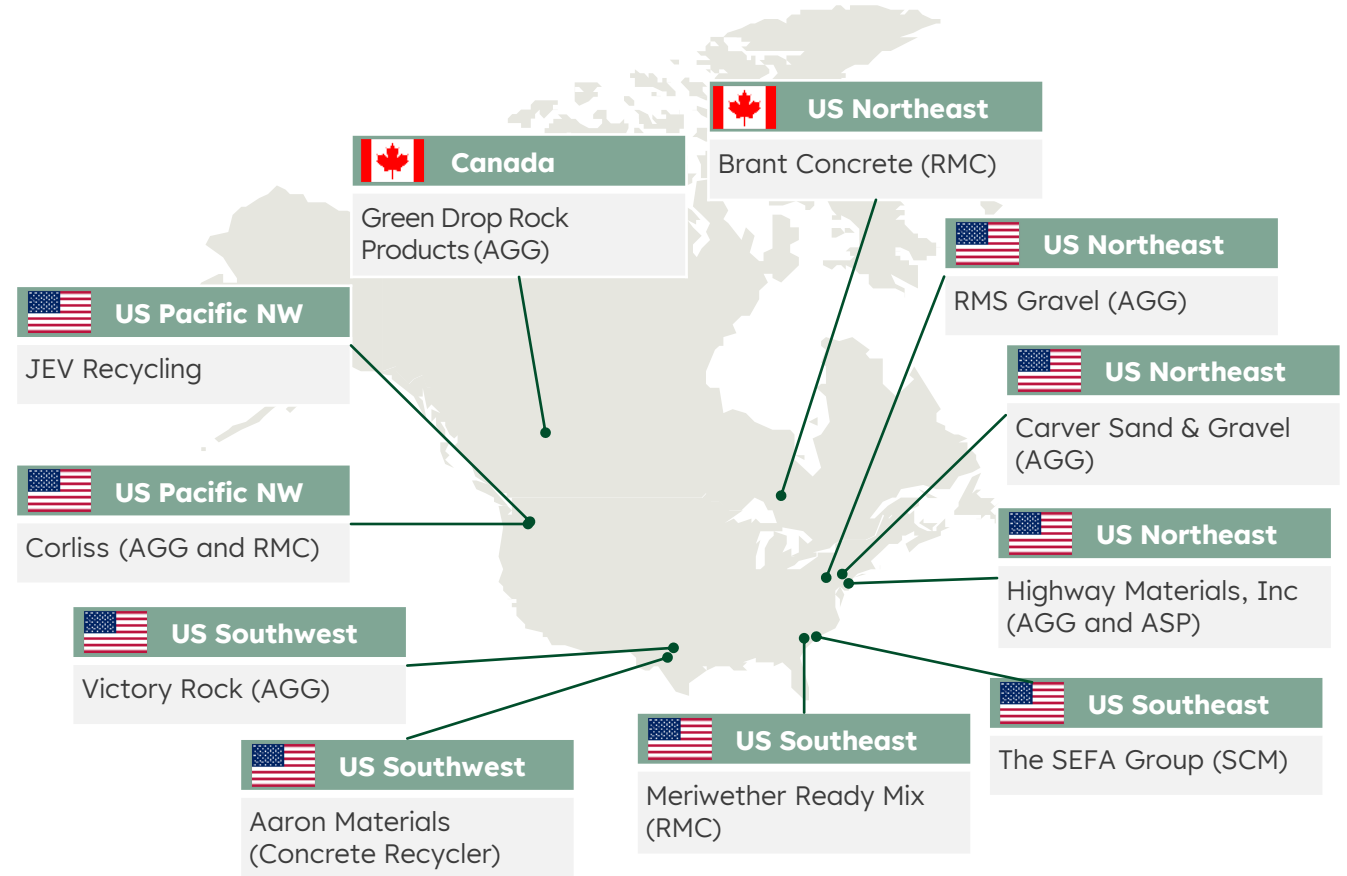 US Northeast
Brant Concrete (RMC)
Canada
Green Drop Rock
Products (AGG)
US Northeast
RMS Gravel (AGG)
US Pacific NW
JEV Recycling
US Northeast
Carver Sand & Gravel
(AGG)
US Pacific NW
Corliss (AGG and RMC)
US Northeast
Highway Materials, Inc
(AGG and ASP)
US Southwest
Victory Rock (AGG)
US Southeast
The SEFA Group (SCM)
US Southeast
Meriwether Ready Mix
(RMC)
US Southwest
Aaron Materials
(Concrete Recycler)